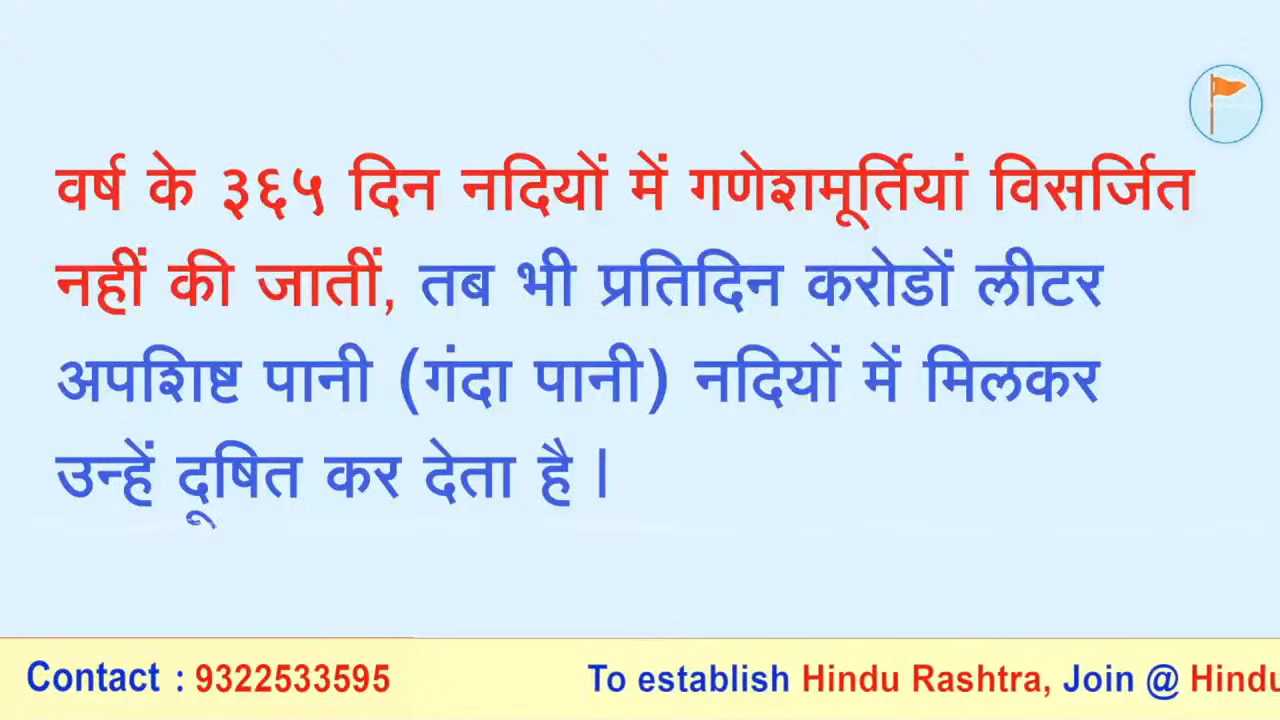 वर्ष के ३६५ दिन नदियों में गणेशमूर्तियां विसर्जित
नहीं की जातीं, तब भी प्रतिदिन करोडों लीटर
अपशिष्ट पानी (गंदा पानी) नदियों में मिलकर
उन्हें दूषित कर देता है ।
Contact : 9322533595 To establish Hindu Rashtra, Join @ Hindu